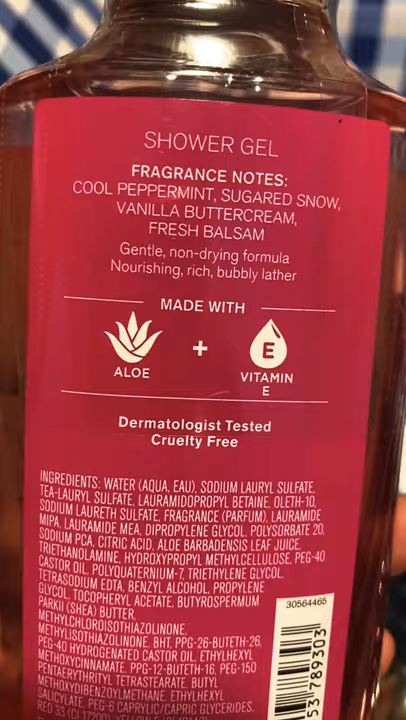 SHOWER GEL
FRAGRANCE NOTES:
COOL PEPPERMINT, SUGARED SNOW,
VANILLA BUTTERCREAM,
FRESH BALSAM
Gentle, non-drying formula
Nourishing, rich, bubbly lather
MADE WITH
ALOE
+
E
VITAMIN
E
Dermatologist Tested
Cruelty Free
INGREDIENTS: WATER (AQUA, EAU), SODIUM LAURYL SULFATE,
TEA-LAURYL SULFATE, LAURAMIDOPROPYL BETAINE, OLETH-10,
SODIUM LAURETH SULFATE, FRAGRANCE (PARFUM), LAURAMIDE
MIPA, LAURAMIDE MEA, DIPROPYLENE GLYCOL, POLYSORBATE 20,
SODIUM PCA, CITRIC ACID, ALOE BARBADENSIS LEAF JUICE,
TRIETHANOLAMINE, HYDROXYPROPYL METHYLCELLULOSE, PEG-40
CASTOR OIL, POLYQUATERNIUM-7, TRIETHYLENE GLYCOL,
TETRASODIUM EDTA, BENZYL ALCOHOL, PROPYLENE
GLYCOL, TOCOPHERYL ACETATE, BUTYROSPERMUM
PARKII (SHEA) BUTTER,
METHYLCHLOROISOTHIAZOLINONE,
METHYLISOTHIAZOLINONE, BHT, PPG-26-BUTETH-26,
PEG-40 HYDROGENATED CASTOR OIL, ETHYLHEXYL
METHOXYCINNAMATE, PPG-12-BUTETH-16, PEG-150
PENTAERYTHRITYL TETRASTEARATE, BUTYL
METHOXYDIBENZOYLMETHANE, ETHYLHEXYL
SALICYLATE, PEG-6 CAPRYLIC/CAPRIC GLYCERIDES,
RED 33 (CI 17200),
30564465
53789303